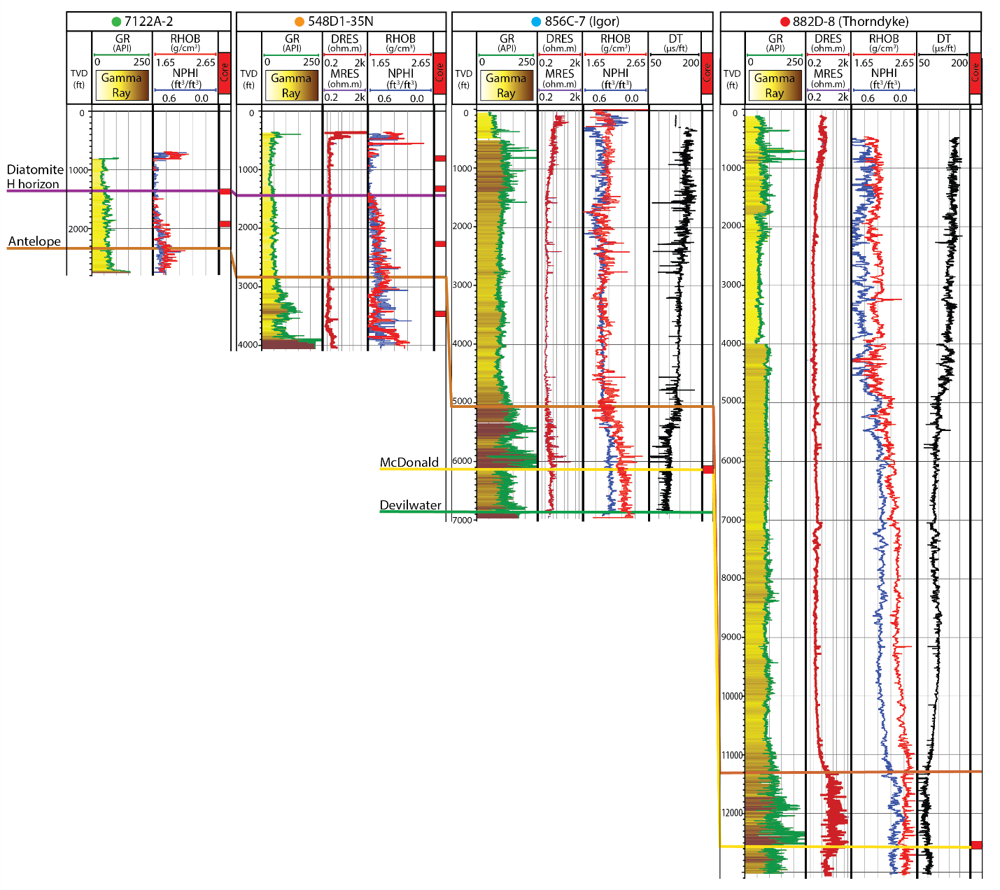 7122A-2
GR
(API)
0 250
Gamma
Ray
TVD
(ft)
RHOB
(g/cm³)
1.65 2.65
NPHI
(ft³/ft³)
0.6 0.0
Core
0
1000
2000
548D1-35N
GR
(API)
0 250
Gamma
Ray
TVD
(ft)
DRES
(ohm.m)
0.2 2k
MRES
(ohm.m)
0.2 2k
RHOB
(g/cm³)
1.65 2.65
NPHI
(ft³/ft³)
0.6 0.0
Core
0
1000
2000
3000
4000
856C-7 (Igor)
GR
(API)
0 250
Gamma
Ray
TVD
(ft)
DRES
(ohm.m)
0.2 2k
MRES
(ohm.m)
0.2 2k
RHOB
(g/cm³)
1.65 2.65
NPHI
(ft³/ft³)
0.6 0.0
DT
(µs/ft)
50 200
Core
0
1000
2000
3000
4000
5000
6000
7000
882D-8 (Thorndyke)
GR
(API)
0 250
Gamma
Ray
TVD
(ft)
DRES
(ohm.m)
0.2 2k
MRES
(ohm.m)
0.2 2k
RHOB
(g/cm³)
1.65 2.65
NPHI
(ft³/ft³)
0.6 0.0
DT
(µs/ft)
50 200
Core
0
1000
2000
3000
4000
5000
6000
7000
8000
9000
10000
11000
12000
Diatomite
H horizon
Antelope
McDonald
Devilwater